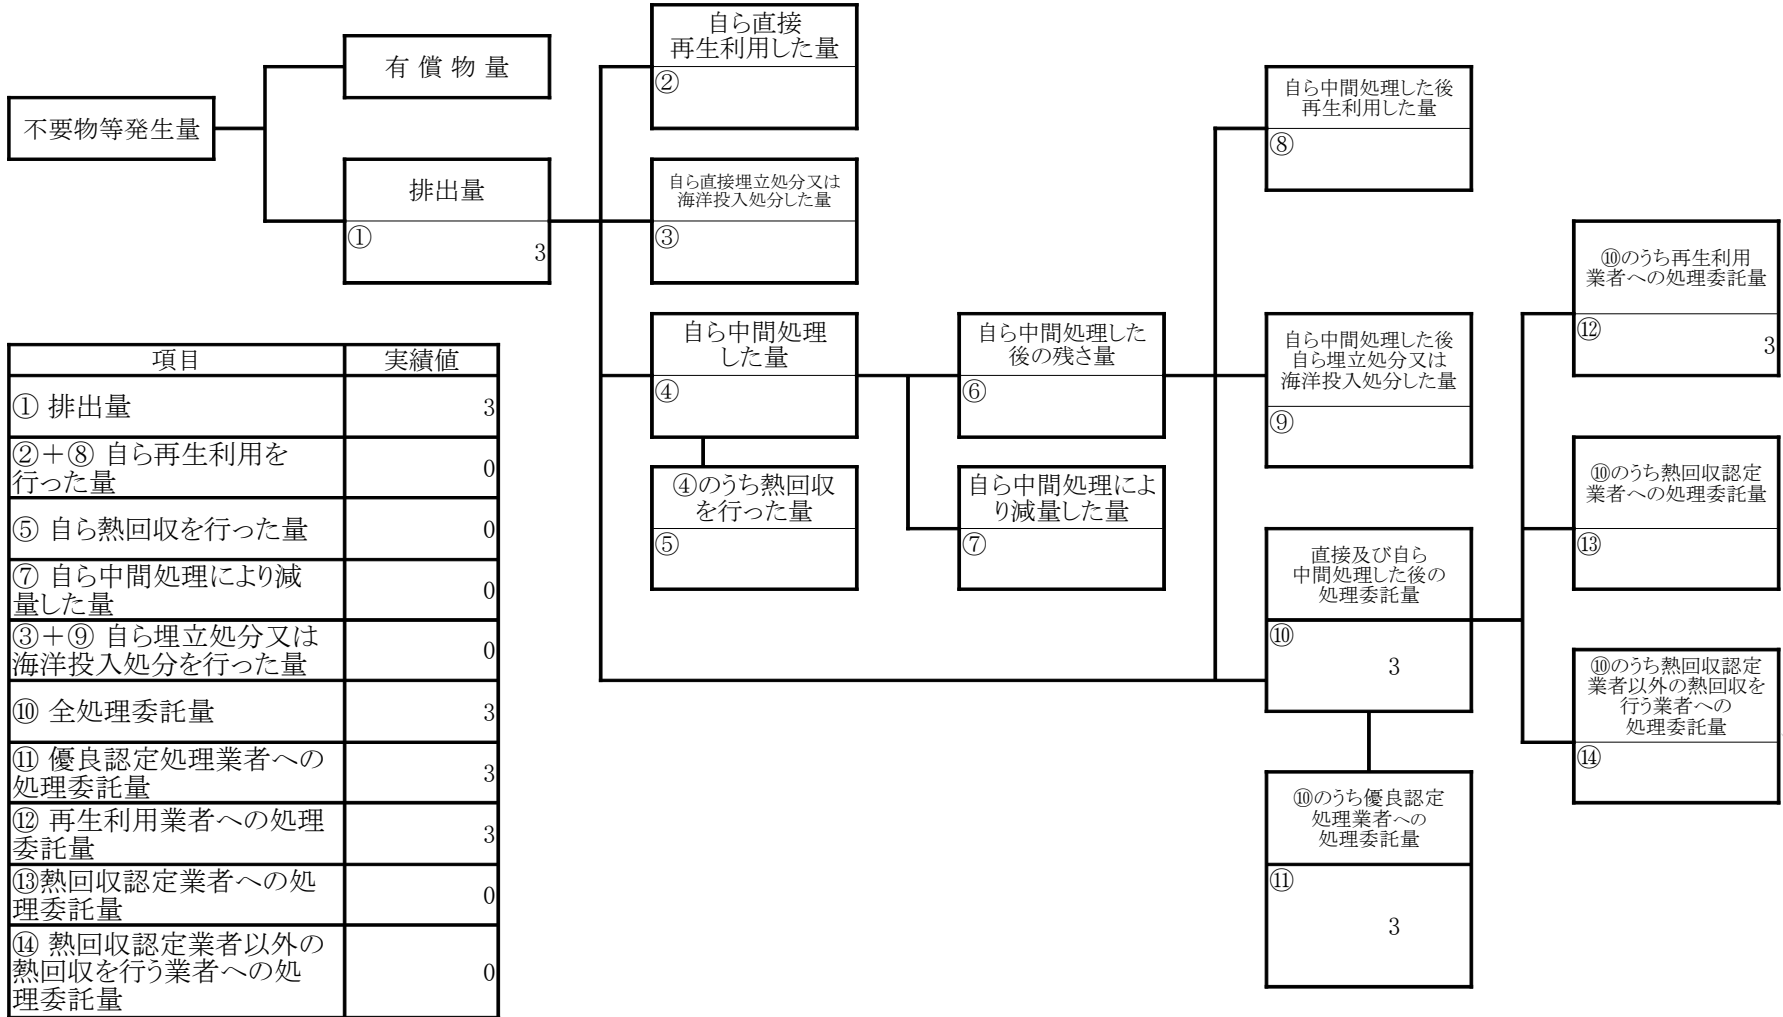 自ら直接
再生利用した量
②
有 償 物 量
不要物等発生量
排出量
①
3
自ら直接埋立処分又は
海洋投入処分した量
③
自ら中間処理
した量
④
④のうち熱回収
を行った量
⑤
自ら中間処理した
後の残さ量
⑥
自ら中間処理によ
り減量した量
⑦
自ら中間処理した後
再生利用した量
⑧
自ら中間処理した後
自ら埋立処分又は
海洋投入処分した量
⑨
直接及び自ら
中間処理した後の
処理委託量
⑩
3
⑩のうち優良認定
処理業者への
処理委託量
⑪
3
⑩のうち再生利用
業者への処理委託量
⑫
3
⑩のうち熱回収認定
業者への処理委託量
⑬
⑩のうち熱回収認定
業者以外の熱回収を
行う業者への
処理委託量
⑭
項目 実績値
① 排出量 3
②＋⑧ 自ら再生利用を
行った量 0
⑤ 自ら熱回収を行った量 0
⑦ 自ら中間処理により減
量した量 0
③＋⑨ 自ら埋立処分又は
海洋投入処分を行った量 0
⑩ 全処理委託量 3
⑪ 優良認定処理業者への
処理委託量 3
⑫ 再生利用業者への処理
委託量 3
⑬熱回収認定業者への処
理委託量 0
⑭ 熱回収認定業者以外の
熱回収を行う業者への処
理委託量 0